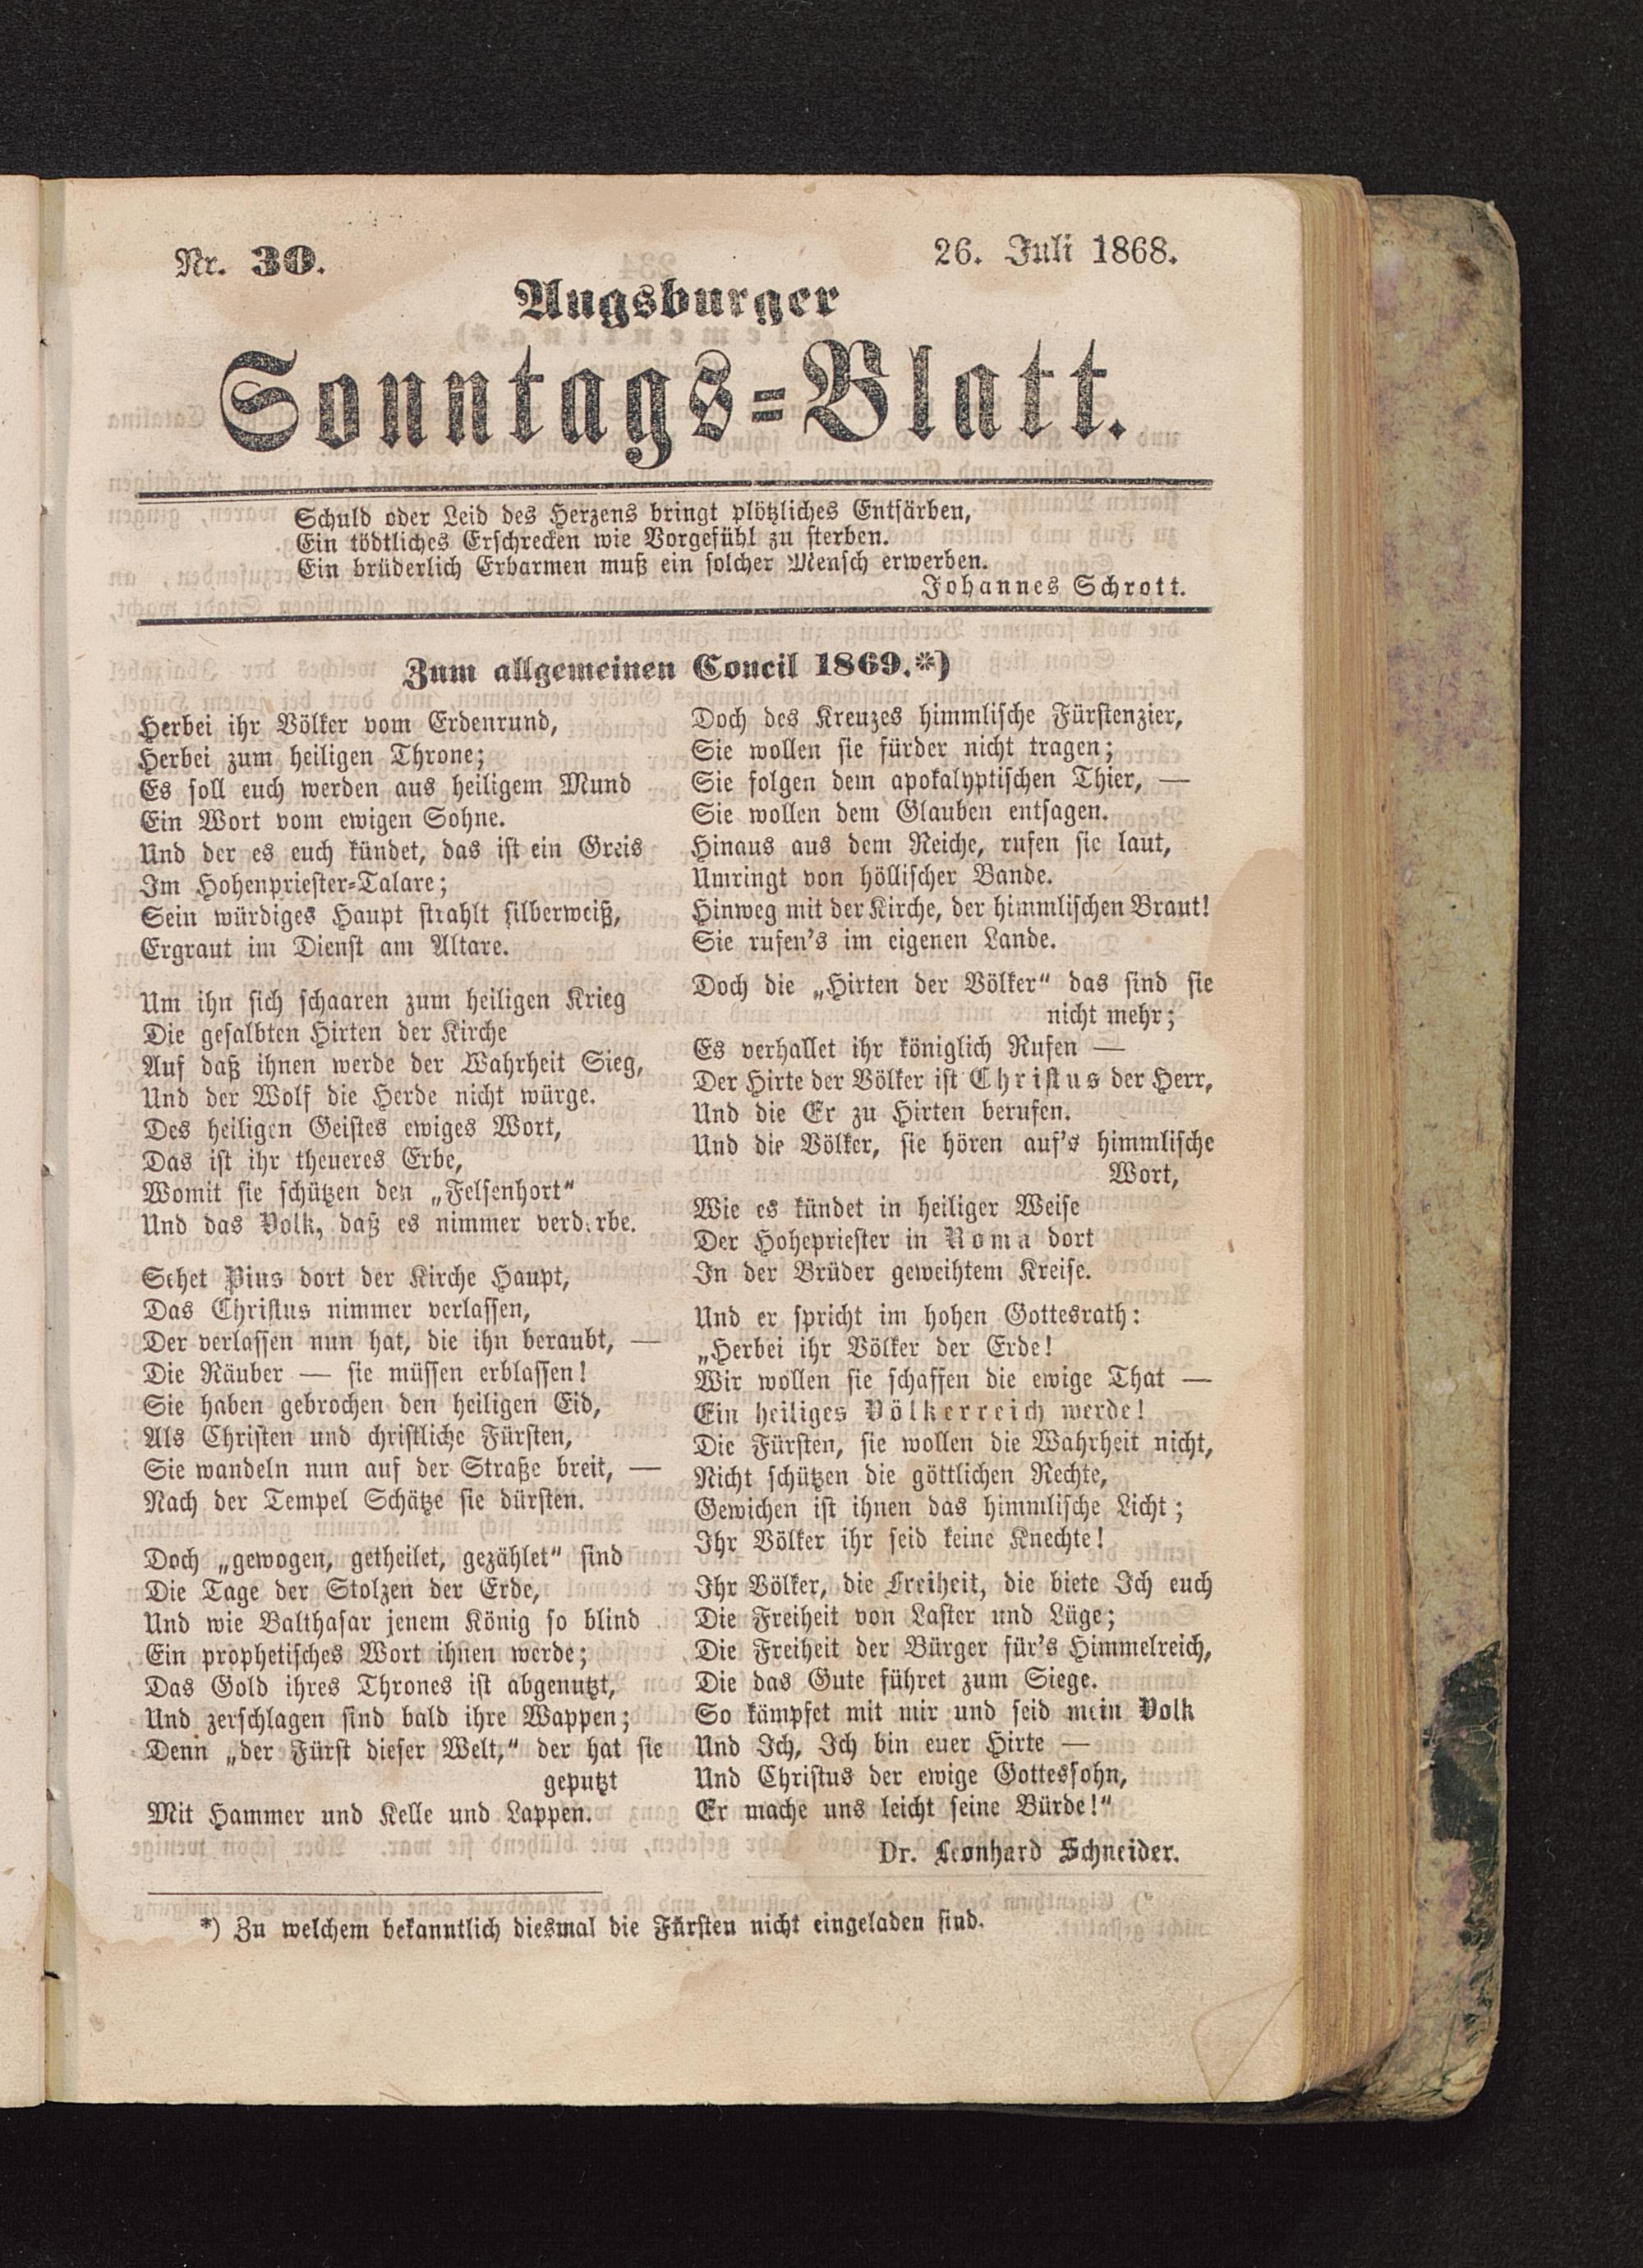 Nr. 30.
26. Juli 1868.
Augsburger
Sonntags=Blatt.
Schuld oder Leid des Herzens bringt plötzliches Entfärben,
Ein tödtliches Erschrecken wie Vorgefühl zu sterben.
Ein brüderlich Erbarmen muß ein solcher Mensch erwerben.
Johannes Schrott.
Zum allgemeinen Concil 1869.*)
Herbei ihr Völker vom Erdenrund,
Herbei zum heiligen Throne;
Es soll euch werden aus heiligem Mund
Ein Wort vom ewigen Sohne.
Und der es euch kündet, das ist ein Greis
Im Hohenpriester=Talare;
Sein würdiges Haupt strahlt silberweiß,
Ergraut im Dienst am Altare.
Um ihn sich schaaren zum heiligen Krieg
Die gesalbten Hirten der Kirche
Auf daß ihnen werde der Wahrheit Sieg,
Und der Wolf die Herde nicht würge.
Des heiligen Geistes ewiges Wort,
Das ist ihr theueres Erbe,
Womit sie schützen den „Felsenhort“
Und das Volk, daß es nimmer verderbe.
Sehet Pius dort der Kirche Haupt,
Das Christus nimmer verlassen,
Der verlassen nun hat, die ihn beraubt, —
Die Räuber — sie müssen erblassen!
Sie haben gebrochen den heiligen Eid,
Als Christen und christliche Fürsten,
Sie wandeln nun auf der Straße breit, —
Nach der Tempel Schätze sie dürsten.
Doch „gewogen, getheilet, gezählet“ sind
Die Tage der Stolzen der Erde,
Und wie Balthasar jenem König so blind
Ein prophetisches Wort ihnen werde;
Das Gold ihres Thrones ist abgenutzt,
Und zerschlagen sind bald ihre Wappen;
Denn „der Fürst dieser Welt,“ der hat sie
geputzt
Mit Hammer und Kelle und Lappen.
Doch des Kreuzes himmlische Fürstenzier,
Sie wollen sie fürder nicht tragen;
Sie folgen dem apokalyptischen Thier, —
Sie wollen dem Glauben entsagen.
Hinaus aus dem Reiche, rufen sie laut,
Umringt von höllischer Bande.
Hinweg mit der Kirche, der himmlischen Braut!
Sie rufen's im eigenen Lande.
Doch die „Hirten der Völker“ das sind sie
nicht mehr;
Es verhallet ihr königlich Rufen —
Der Hirte der Völker ist Christus der Herr,
Und die Er zu Hirten berufen.
Und die Völker, sie hören auf's himmlische
Wort,
Wie es kündet in heiliger Weise
Der Hohepriester in Roma dort
In der Brüder geweihtem Kreise.
Und er spricht im hohen Gottesrath:
„Herbei ihr Völker der Erde!
Wir wollen sie schaffen die ewige That —
Ein heiliges Völkerreich werde!
Die Fürsten, sie wollen die Wahrheit nicht,
Nicht schützen die göttlichen Rechte,
Gewichen ist ihnen das himmlische Licht;
Ihr Völker ihr seid keine Knechte!
Ihr Völker, die Freiheit, die biete Ich euch
Die Freiheit von Laster und Lüge;
Die Freiheit der Bürger für's Himmelreich,
Die das Gute führet zum Siege.
So kämpfet mit mir und seid mein Volk
Und Ich, Ich bin euer Hirte —
Und Christus der ewige Gottessohn,
Er mache uns leicht seine Bürde!“
Dr. Leonhard Schneider.
*) Zu welchem bekanntlich diesmal die Fürsten nicht eingeladen sind.